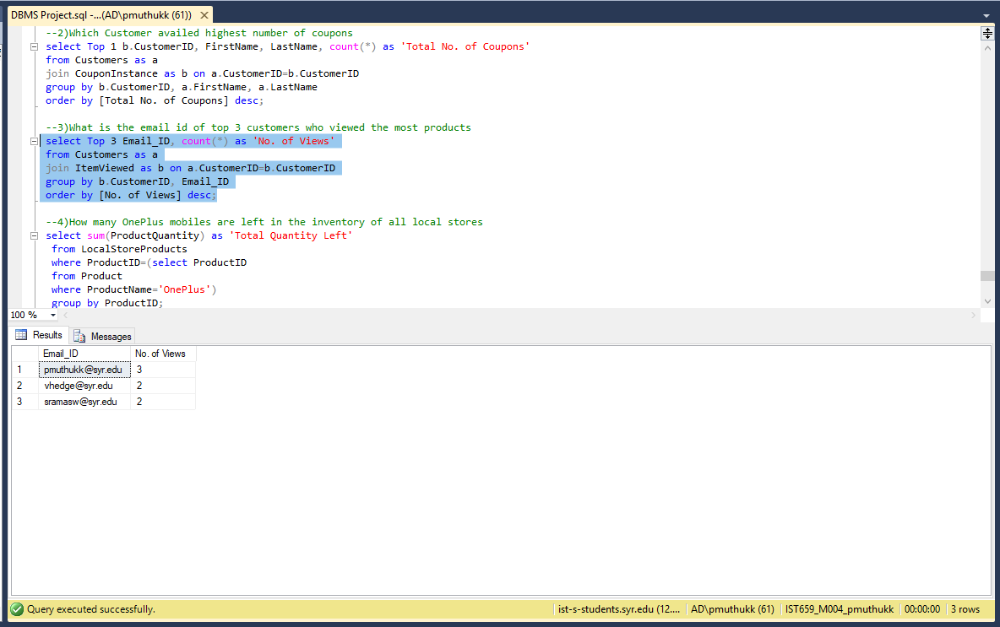 DBMS Project.sql -...(AD\pmuthukk (61))
--2)Which Customer availed highest number of coupons
select Top 1 b.CustomerID, FirstName, LastName, count(*) as 'Total No. of Coupons'
from Customers as a
join CouponInstance as b on a.CustomerID=b.CustomerID
group by b.CustomerID, a.FirstName, a.LastName
order by [Total No. of Coupons] desc;
--3)What is the email id of top 3 customers who viewed the most products
select Top 3 Email_ID, count(*) as 'No. of Views'
from Customers as a
join ItemViewed as b on a.CustomerID=b.CustomerID
group by b.CustomerID, Email_ID
order by [No. of Views] desc;
--4)How many OnePlus mobiles are left in the inventory of all local stores
select sum(ProductQuantity) as 'Total Quantity Left'
from LocalStoreProducts
where ProductID=(select ProductID
from Product
where ProductName='OnePlus')
group by ProductID;
100 %
Results Messages
Email_ID No. of Views
1 pmuthukk@syr.edu 3
2 vhedge@syr.edu 2
3 sramasw@syr.edu 2
Query executed successfully. ist-s-students.syr.edu (12.... AD\pmuthukk (61) IST659_M004_pmuthukk 00:00:00 3 rows